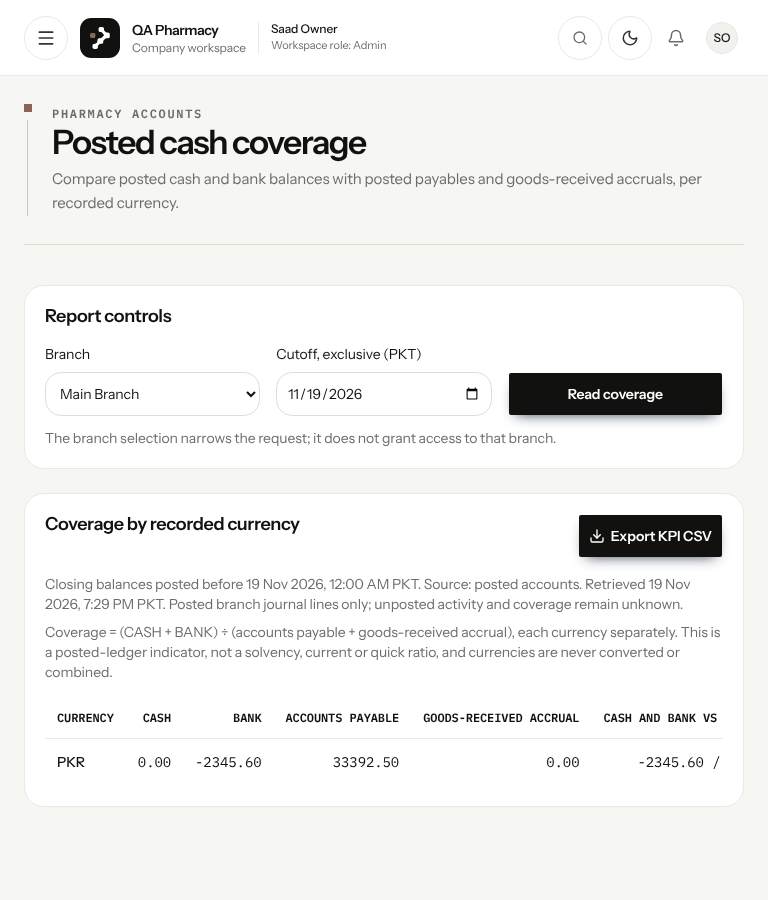 QA Pharmacy
Company workspace
Saad Owner
Workspace role: Admin
SO
PHARMACY ACCOUNTS
Posted cash coverage
Compare posted cash and bank balances with posted payables and goods-received accruals, per
recorded currency.
Report controls
Branch
Cutoff, exclusive (PKT)
Main Branch
11/19/2026
Read coverage
The branch selection narrows the request; it does not grant access to that branch.
Coverage by recorded currency
Export KPI CSV
Closing balances posted before 19 Nov 2026, 12:00 AM PKT. Source: posted accounts. Retrieved 19 Nov
2026, 7:29 PM PKT. Posted branch journal lines only; unposted activity and coverage remain unknown.
Coverage = (CASH + BANK) ÷ (accounts payable + goods-received accrual), each currency separately. This is
a posted-ledger indicator, not a solvency, current or quick ratio, and currencies are never converted or
combined.
CURRENCY CASH BANK ACCOUNTS PAYABLE GOODS-RECEIVED ACCRUAL CASH AND BANK VS
PKR 0.00 -2345.60 33392.50 0.00 -2345.60 /